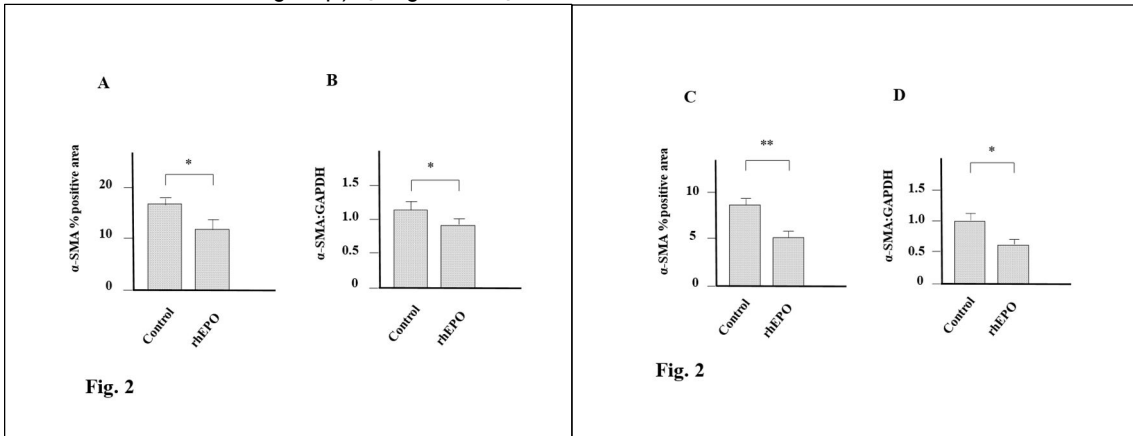 A
α-SMA % positive area
20
10
0
*
Control
rhEPO
B
α-SMA:GAPDH
1.5
1.0
0.5
0
*
Control
rhEPO
Fig. 2
C
α-SMA % positive area
10
5
0
**
Control
rhEPO
D
α-SMA:GAPDH
1.5
1.0
0.5
0
*
Control
rhEPO
Fig. 2